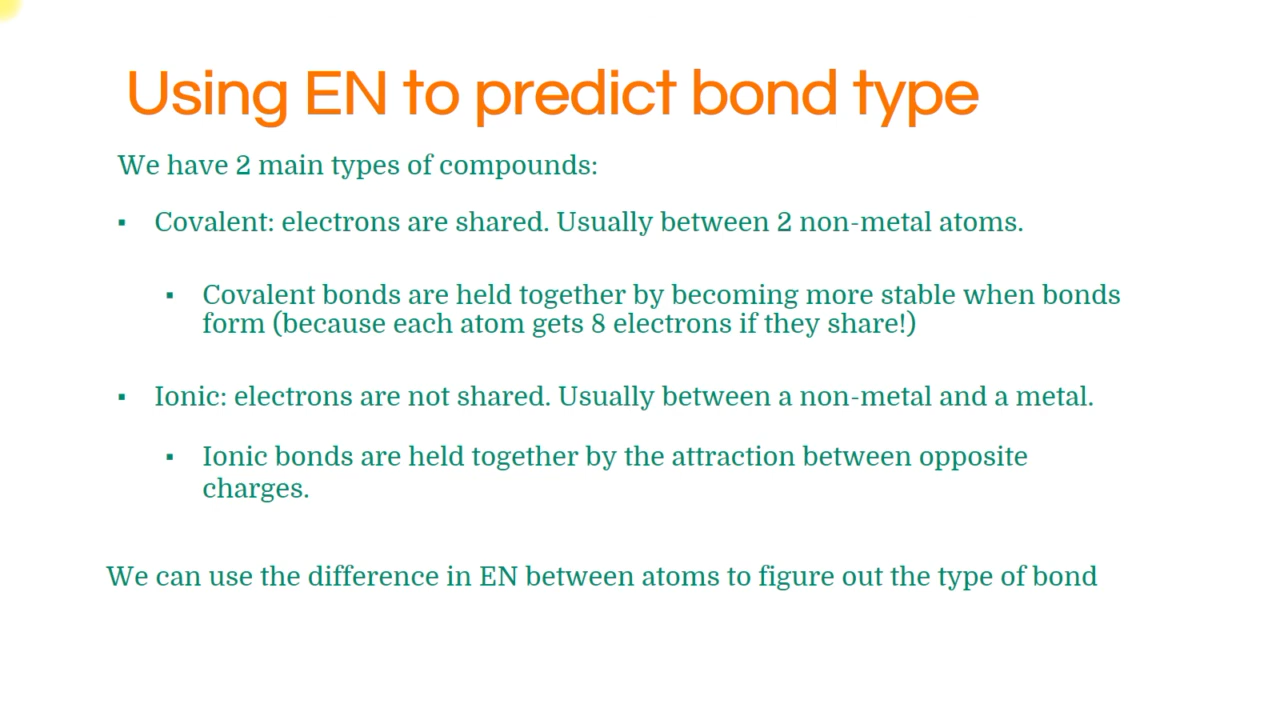 Using EN to predict bond type
We have 2 main types of compounds:
▪ Covalent: electrons are shared. Usually between 2 non-metal atoms.
▪ Covalent bonds are held together by becoming more stable when bonds
form (because each atom gets 8 electrons if they share!)
▪ Ionic: electrons are not shared. Usually between a non-metal and a metal.
▪ Ionic bonds are held together by the attraction between opposite
charges.
We can use the difference in EN between atoms to figure out the type of bond